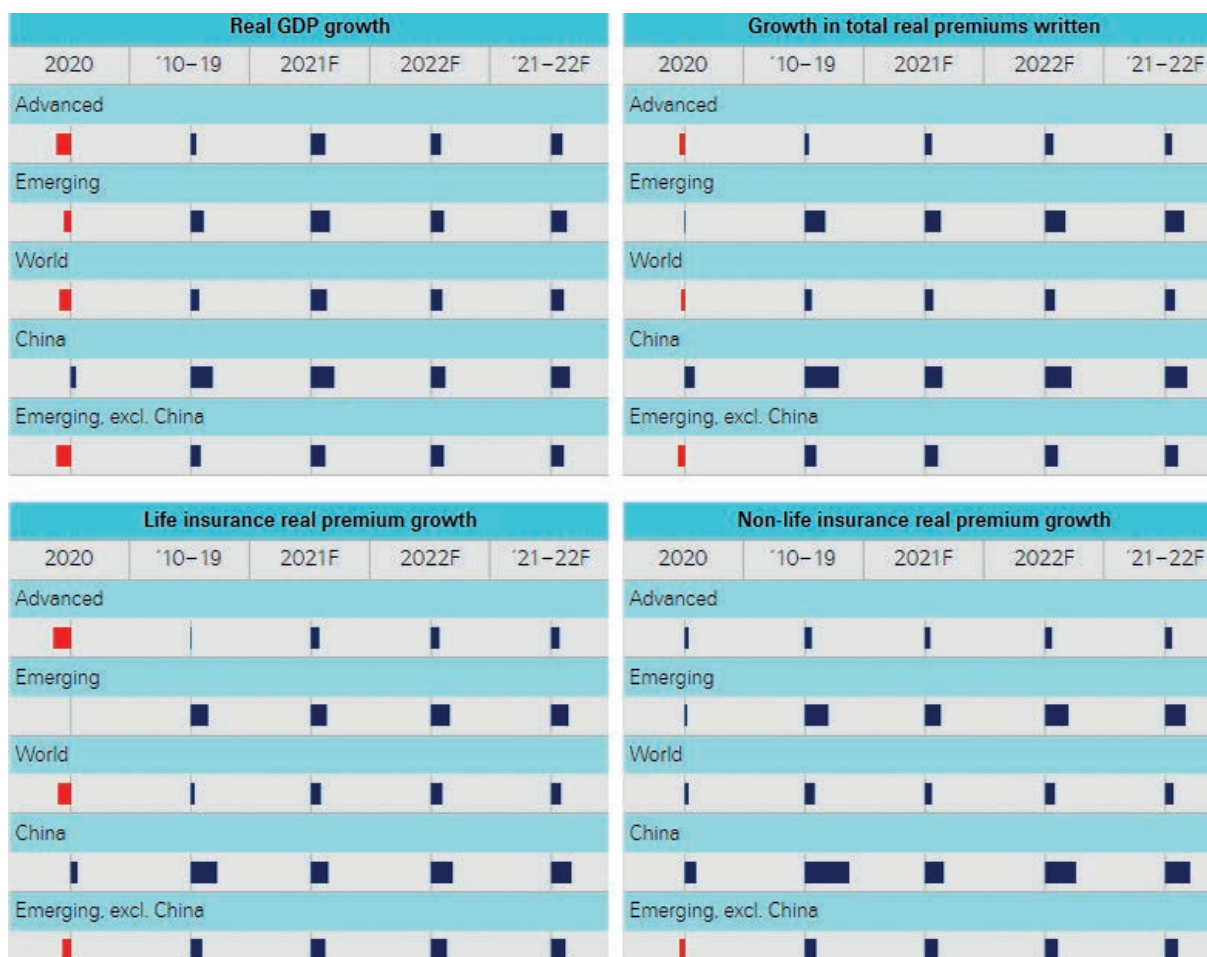 Real GDP growth
2020 ´10–19 2021F 2022F ´21–22F
Advanced
Emerging
World
China
Emerging, excl. China
Growth in total real premiums written
2020 ´10–19 2021F 2022F ´21–22F
Advanced
Emerging
World
China
Emerging, excl. China
Life insurance real premium growth
2020 ´10–19 2021F 2022F ´21–22F
Advanced
Emerging
World
China
Emerging, excl. China
Non-life insurance real premium growth
2020 ´10–19 2021F 2022F ´21–22F
Advanced
Emerging
World
China
Emerging, excl. China